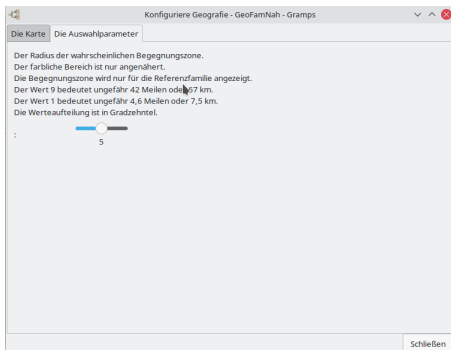 Konfiguriere Geografie - GeoFamNah - Gramps
Die Karte Die Auswahlparameter
Der Radius der wahrscheinlichen Begegnungszone.
Der farbliche Bereich ist nur angenähert.
Die Begegnungszone wird nur für die Referenzfamilie angezeigt.
Der Wert 9 bedeutet ungefähr 42 Meilen oder 67 km.
Der Wert 1 bedeutet ungefähr 4,6 Meilen oder 7,5 km.
Die Werteaufteilung ist in Gradzehntel.
:
5
Schließen